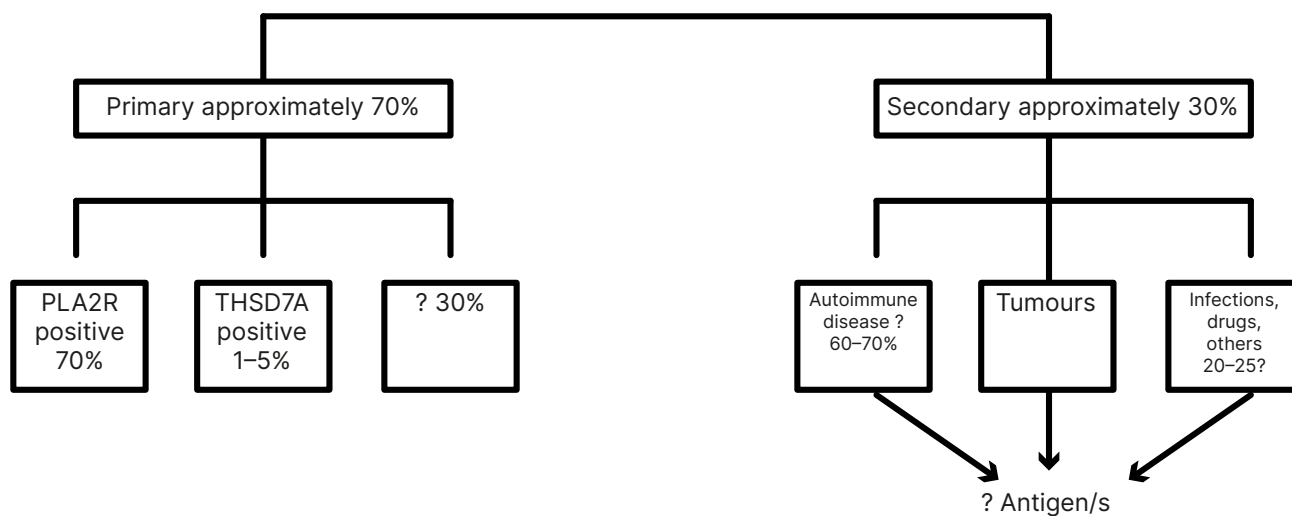 Primary approximately 70%
Secondary approximately 30%
PLA2R
positive
70%
THSD7A
positive
1–5%
? 30%
Autoimmune
disease ?
60–70%
Tumours
Infections,
drugs,
others
20–25?
? Antigen/s